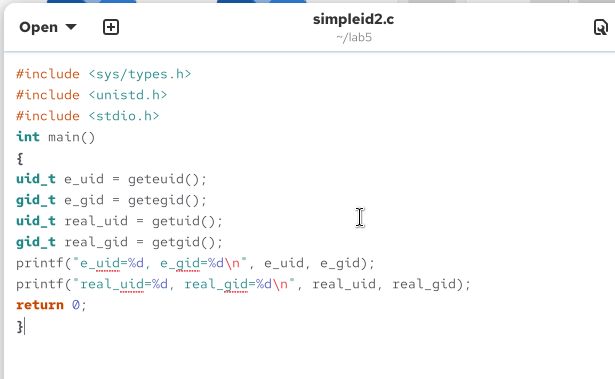 Open
simpleid2.c
~/lab5
#include <sys/types.h>
#include <unistd.h>
#include <stdio.h>
int main()
{
uid_t e_uid = geteuid();
gid_t e_gid = getegid();
uid_t real_uid = getuid();
gid_t real_gid = getgid();
printf("e_uid=%d, e_gid=%d\n", e_uid, e_gid);
printf("real_uid=%d, real_gid=%d\n", real_uid, real_gid);
return 0;
}